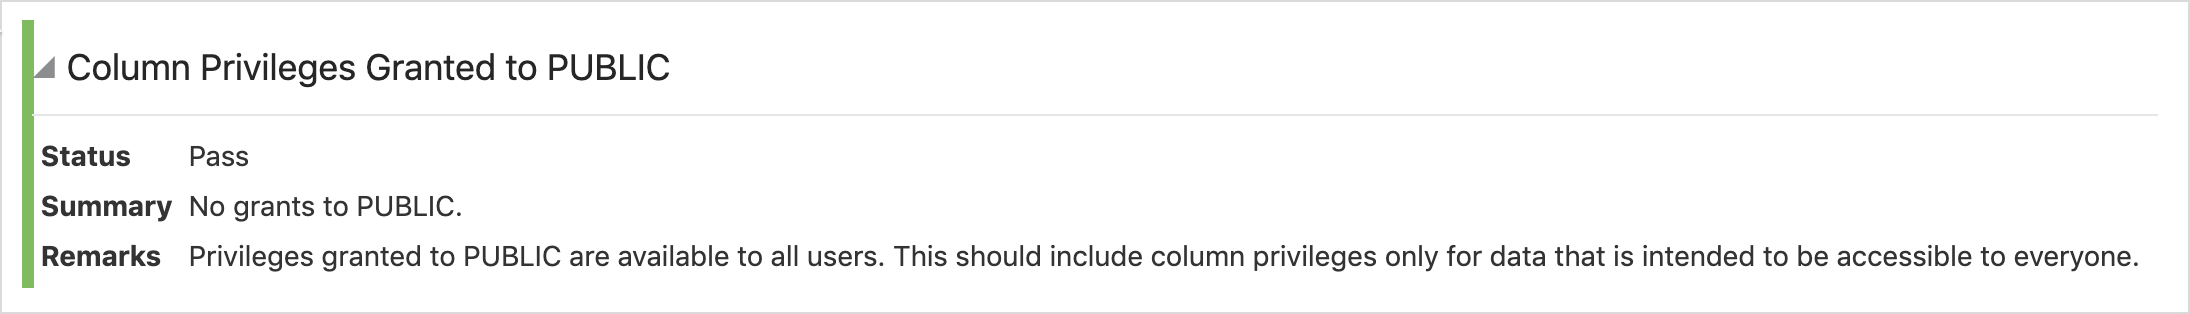 Column Privileges Granted to PUBLIC
Status Pass
Summary No grants to PUBLIC.
Remarks Privileges granted to PUBLIC are available to all users. This should include column privileges only for data that is intended to be accessible to everyone.